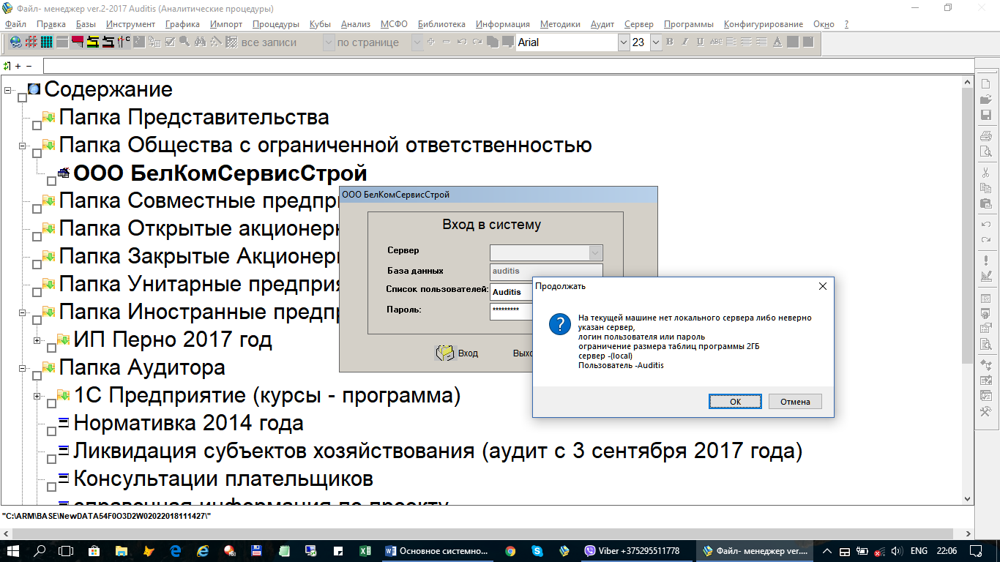 Файл- менеджер ver.2-2017 Auditis (Аналитические процедуры)
Файл Правка Базы Инструмент Графика Импорт Процедуры Кубы Анализ МСФО Библиотека Информация Методики Аудит Сервер Программы Конфигурирование Окно ?
все записи по странице Arial 23 B I U ABC A
+ −
Содержание
Папка Представительства
Папка Общества с ограниченной ответственностью
ООО БелКомСервисСтрой
Папка Совместные предпр
Папка Открытые акционер
Папка Закрытые Акционер
Папка Унитарные предприя
Папка Иностранные предпр
ИП Перно 2017 год
Папка Аудитора
1С Предприятие (курсы - программа)
Нормативка 2014 года
Ликвидация субъектов хозяйствования (аудит с 3 сентября 2017 года)
Консультации плательщиков
справочная информация по проекту
ООО БелКомСервисСтрой
Вход в систему
Сервер
База данных auditis
Список пользователей: Auditis
Пароль: *********
Вход Выхо
Продолжать
На текущей машине нет локального сервера либо неверно
указан сервер,
логин пользователя или пароль
ограничение размера таблиц программы 2ГБ
сервер -(local)
Пользователь -Auditis
OK Отмена
"C:\ARM\BASE\NewDATA54F0O3D2W02022018111427\"
Основное системно... Viber +375295511778 Файл- менеджер ver.... ENG 22:06